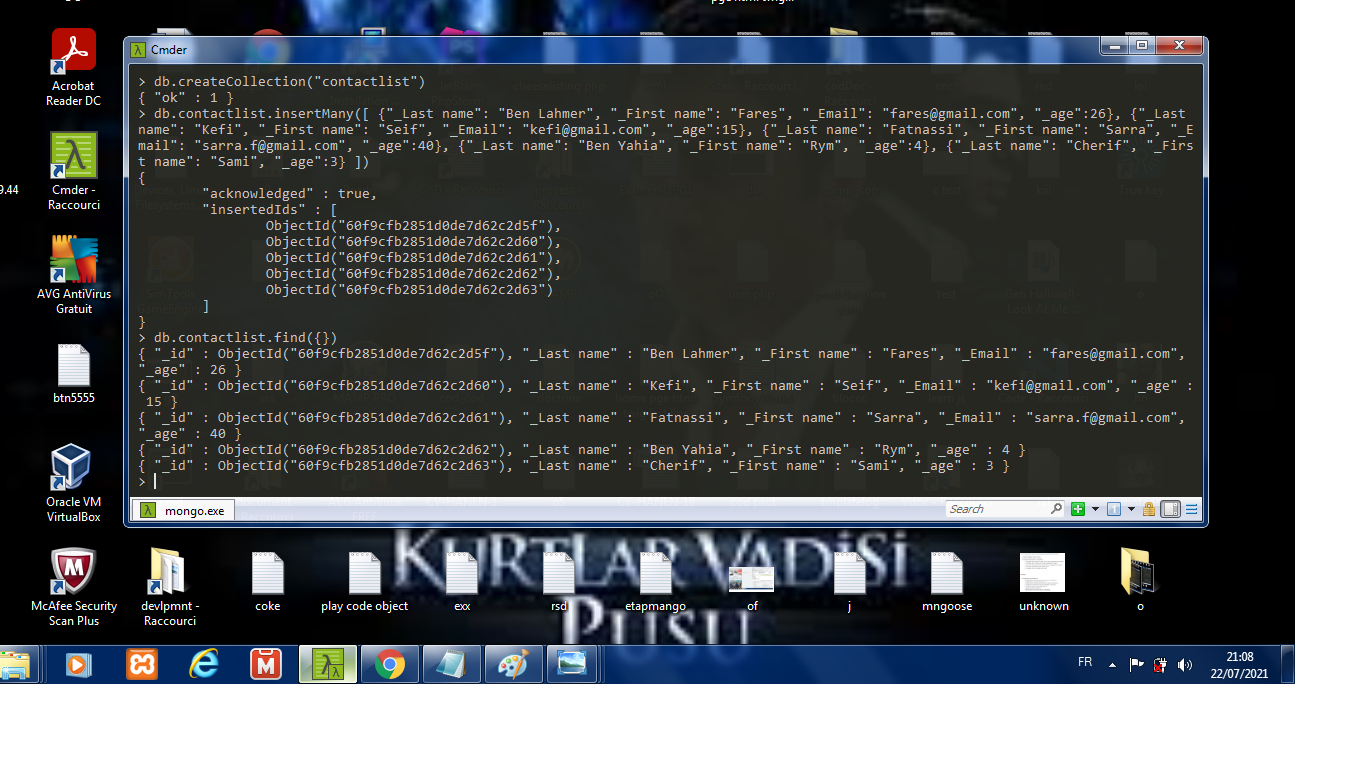 Cmder
> db.createCollection("contactlist")
{ "ok" : 1 }
> db.contactlist.insertMany([ {"_Last name": "Ben Lahmer", "_First name": "Fares", "_Email": "fares@gmail.com", "_age":26}, {"_Last
name": "Kefi", "_First name": "Seif", "_Email": "kefi@gmail.com", "_age":15}, {"_Last name": "Fatnassi", "_First name": "Sarra", "_E
mail": "sarra.f@gmail.com", "_age":40}, {"_Last name": "Ben Yahia", "_First name": "Rym", "_age":4}, {"_Last name": "Cherif", "_Firs
t name": "Sami", "_age":3} ])
{
"acknowledged" : true,
"insertedIds" : [
ObjectId("60f9cfb2851d0de7d62c2d5f"),
ObjectId("60f9cfb2851d0de7d62c2d60"),
ObjectId("60f9cfb2851d0de7d62c2d61"),
ObjectId("60f9cfb2851d0de7d62c2d62"),
ObjectId("60f9cfb2851d0de7d62c2d63")
]
}
> db.contactlist.find({})
{ "_id" : ObjectId("60f9cfb2851d0de7d62c2d5f"), "_Last name" : "Ben Lahmer", "_First name" : "Fares", "_Email" : "fares@gmail.com",
"_age" : 26 }
{ "_id" : ObjectId("60f9cfb2851d0de7d62c2d60"), "_Last name" : "Kefi", "_First name" : "Seif", "_Email" : "kefi@gmail.com", "_age" :
15 }
{ "_id" : ObjectId("60f9cfb2851d0de7d62c2d61"), "_Last name" : "Fatnassi", "_First name" : "Sarra", "_Email" : "sarra.f@gmail.com",
"_age" : 40 }
{ "_id" : ObjectId("60f9cfb2851d0de7d62c2d62"), "_Last name" : "Ben Yahia", "_First name" : "Rym", "_age" : 4 }
{ "_id" : ObjectId("60f9cfb2851d0de7d62c2d63"), "_Last name" : "Cherif", "_First name" : "Sami", "_age" : 3 }
>
mongo.exe
Search
Acrobat
Reader DC
9.44
Cmder -
Raccourci
AVG AntiVirus
Gratuit
btn5555
Oracle VM
VirtualBox
KURTLAR VADİSİ
PUSU
McAfee Security
Scan Plus
devlpmnt -
Raccourci
coke
play code object
exx
rsd
etapmango
of
j
mngoose
unknown
o
FR
21:08
22/07/2021